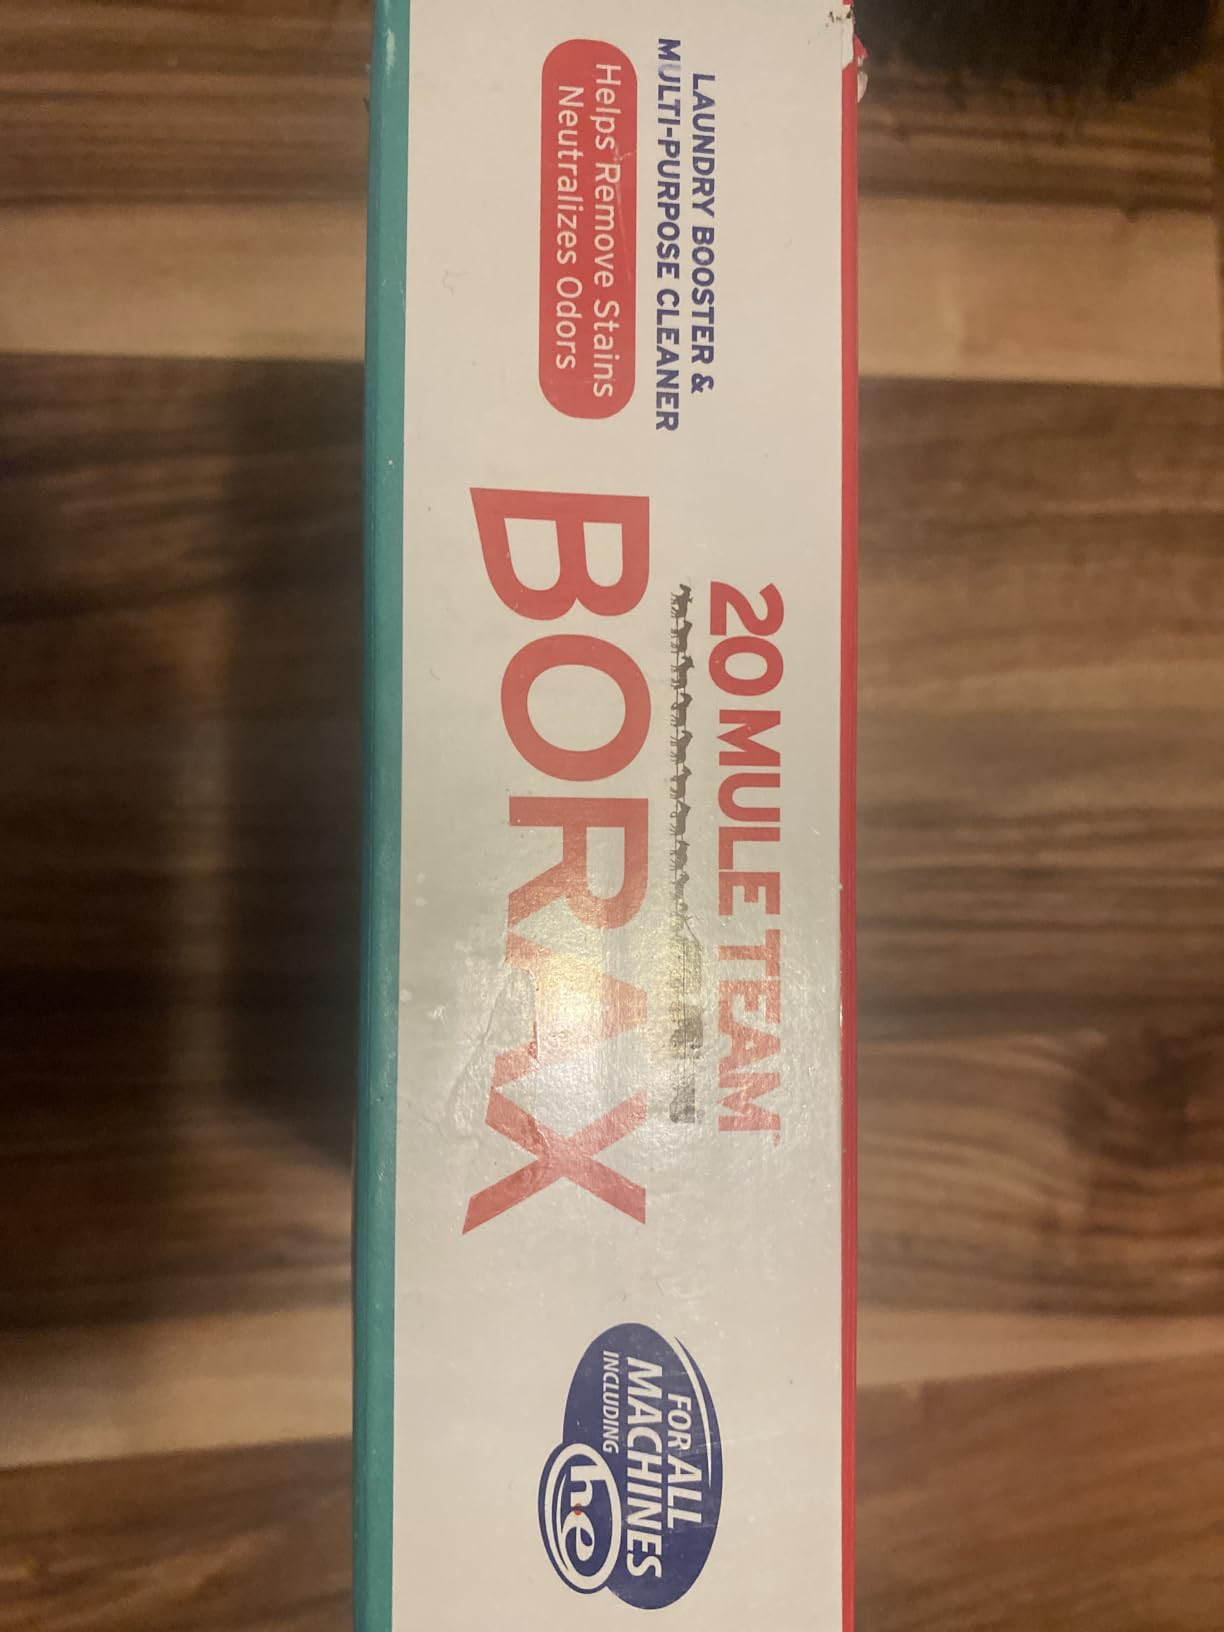 LAUNDRY BOOSTER &
MULTI-PURPOSE CLEANER
Helps Remove Stains
Neutralizes Odors
20 MULE TEAM
BORAX
FOR ALL
MACHINES
INCLUDING
he